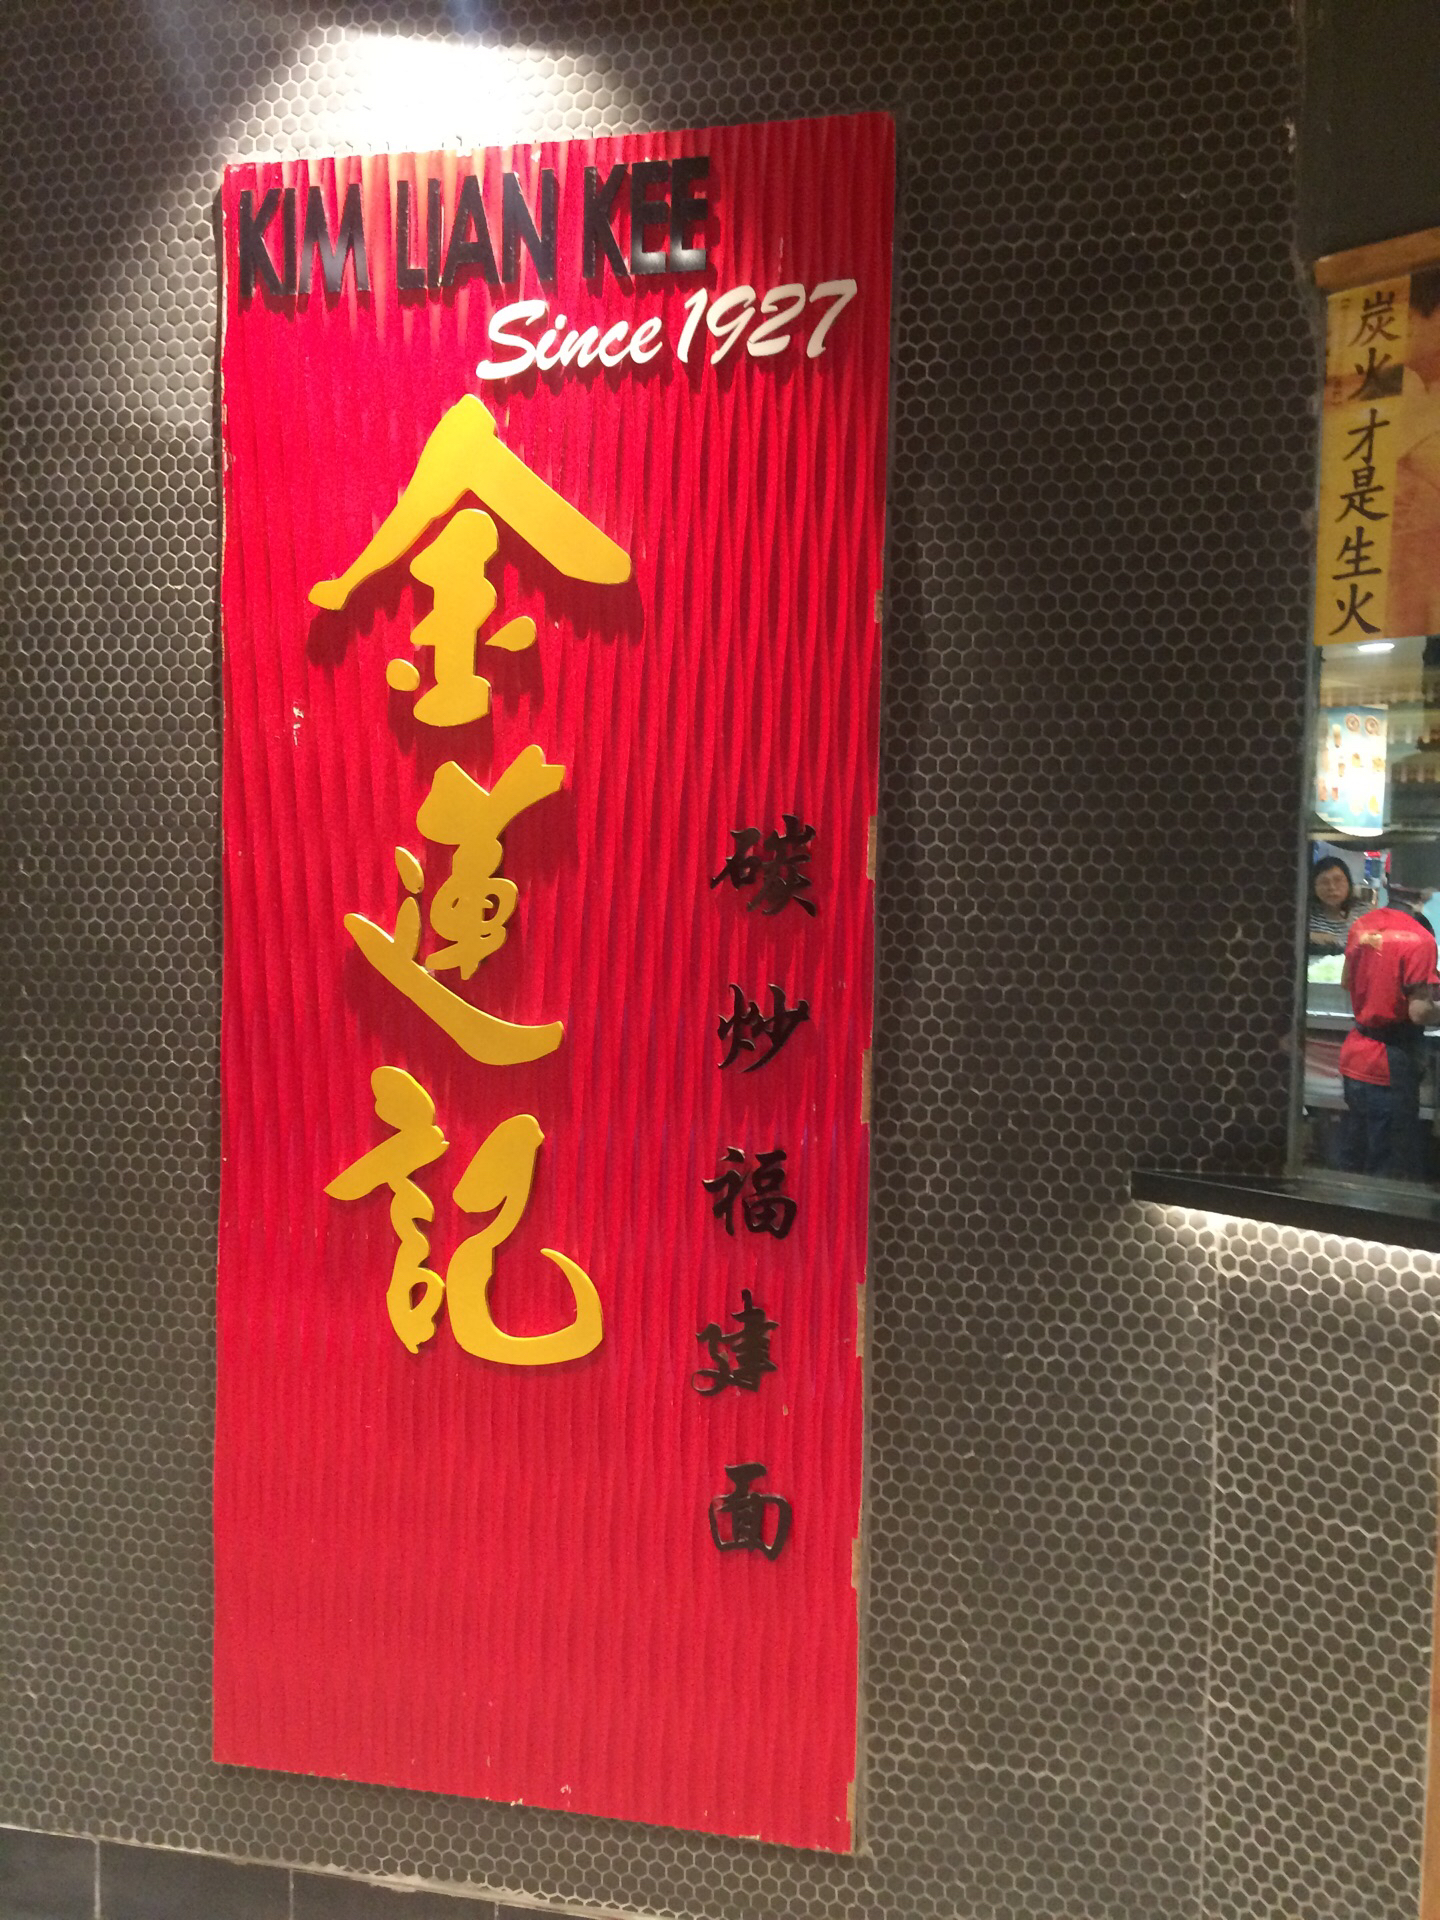 KIM LIAN KEE
Since 1927
金蓮記
碳炒福建面
炭火才是生火